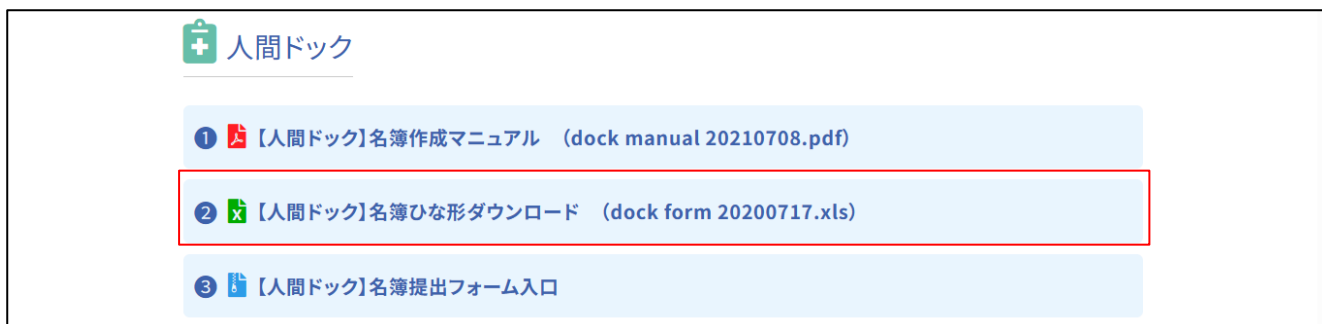 人間ドック
❶ 【人間ドック】名簿作成マニュアル （dock manual 20210708.pdf）
❷ 【人間ドック】名簿ひな形ダウンロード （dock form 20200717.xls）
❸ 【人間ドック】名簿提出フォーム入口